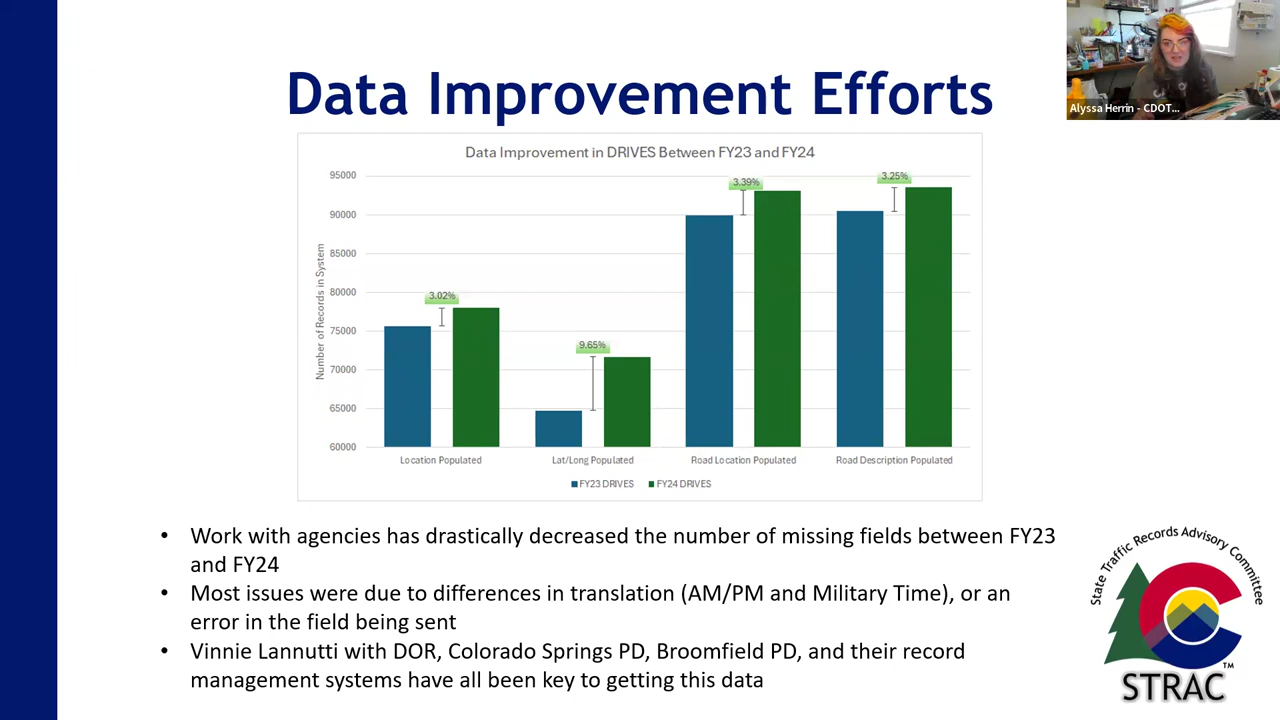 Data Improvement Efforts
Alyssa Herrin - CDOT...
Data Improvement in DRIVES Between FY23 and FY24
Number of Records in System
95000
90000
85000
80000
75000
70000
65000
60000
3.02%
9.65%
3.39%
3.25%
Location Populated
Lat/Long Populated
Road Location Populated
Road Description Populated
FY23 DRIVES
FY24 DRIVES
• Work with agencies has drastically decreased the number of missing fields between FY23
and FY24
• Most issues were due to differences in translation (AM/PM and Military Time), or an
error in the field being sent
• Vinnie Lannutti with DOR, Colorado Springs PD, Broomfield PD, and their record
management systems have all been key to getting this data
State Traffic Records Advisory Committee
TM
STRAC